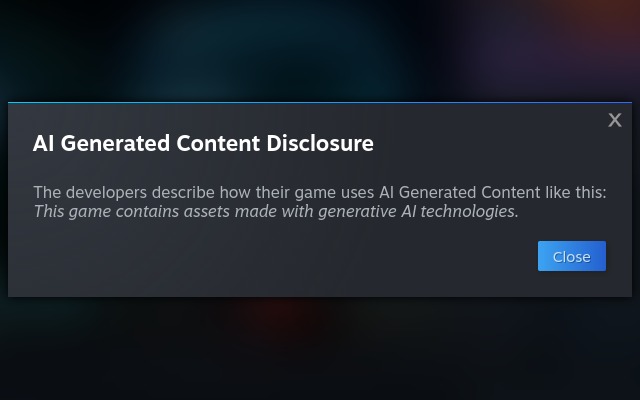 X
AI Generated Content Disclosure
The developers describe how their game uses AI Generated Content like this:
This game contains assets made with generative AI technologies.
Close